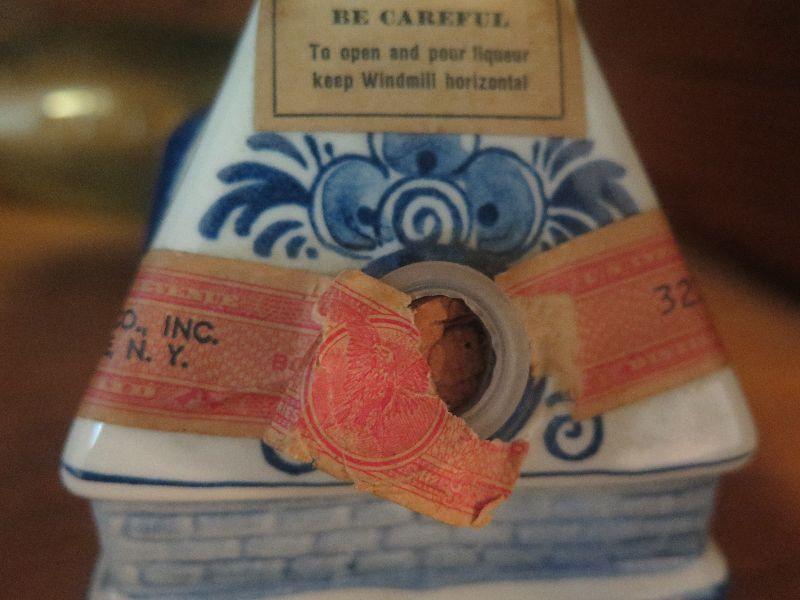 BE CAREFUL
To open and pour liqueur
keep Windmill horizontal
O., INC.
N. Y.
32